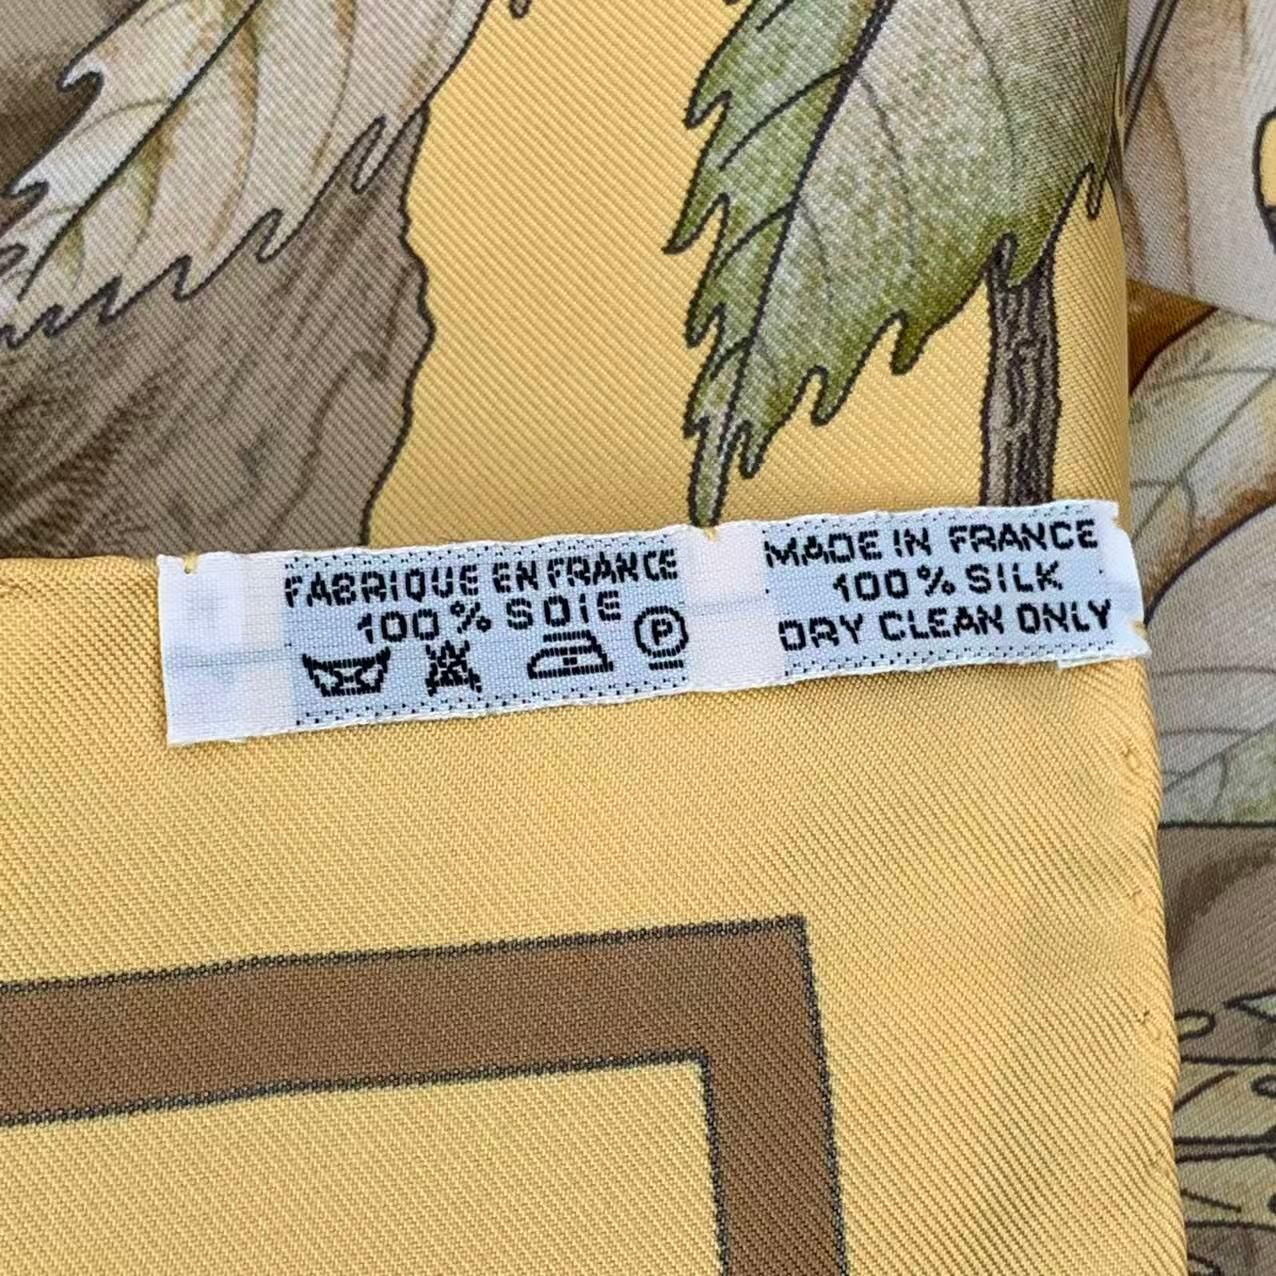 FABRIQUE EN FRANCE
100% SOIE
P
MADE IN FRANCE
100% SILK
DRY CLEAN ONLY